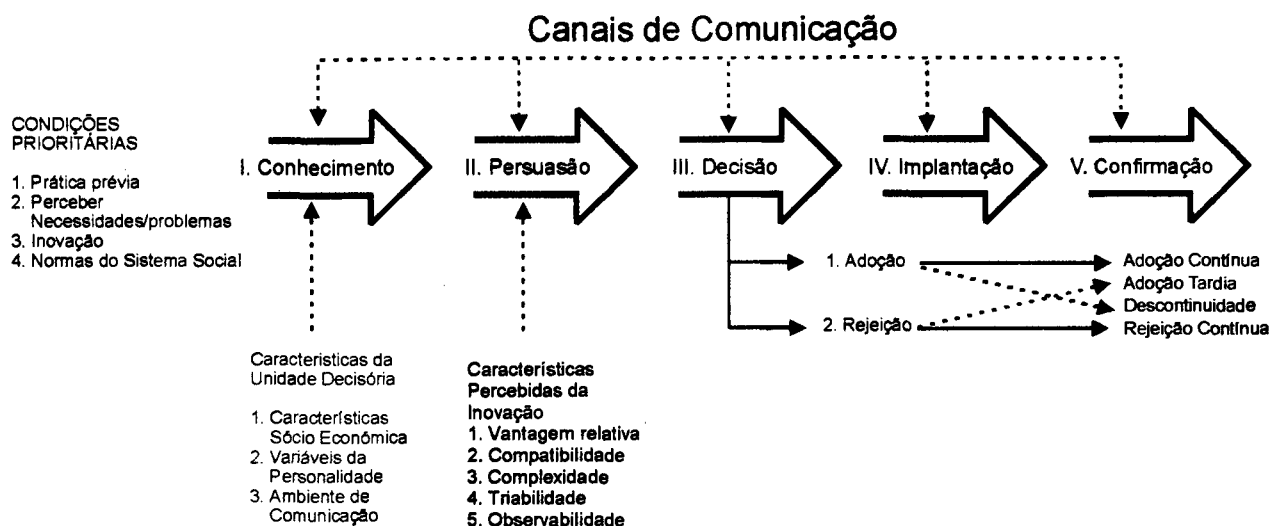 Canais de Comunicação
CONDIÇÕES
PRIORITÁRIAS
1. Prática prévia
2. Perceber
Necessidades/problemas
3. Inovação
4. Normas do Sistema Social
I. Conhecimento
II. Persuasão
III. Decisão
IV. Implantação
V. Confirmação
1. Adoção
2. Rejeição
Adoção Contínua
Adoção Tardia
Descontinuidade
Rejeição Contínua
Caracteristicas da
Unidade Decisória
1. Características
Sócio Económica
2. Variáveis da
Personalidade
3. Ambiente de
Comunicação
Características
Percebidas da
Inovação
1. Vantagem relativa
2. Compatibilidade
3. Complexidade
4. Triabilidade
5. Observabilidade